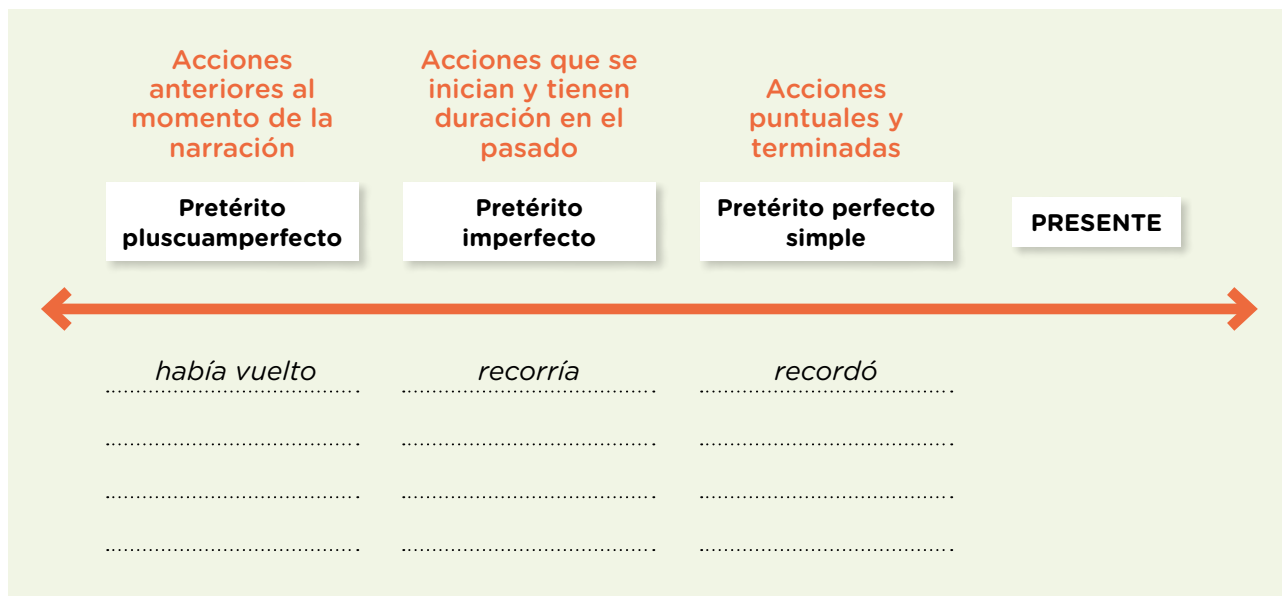 Acciones
anteriores al
momento de la
narración
Acciones que se
inician y tienen
duración en el
pasado
Acciones
puntuales y
terminadas
Pretérito
pluscuamperfecto
Pretérito
imperfecto
Pretérito perfecto
simple
PRESENTE
había vuelto
recorría
recordó